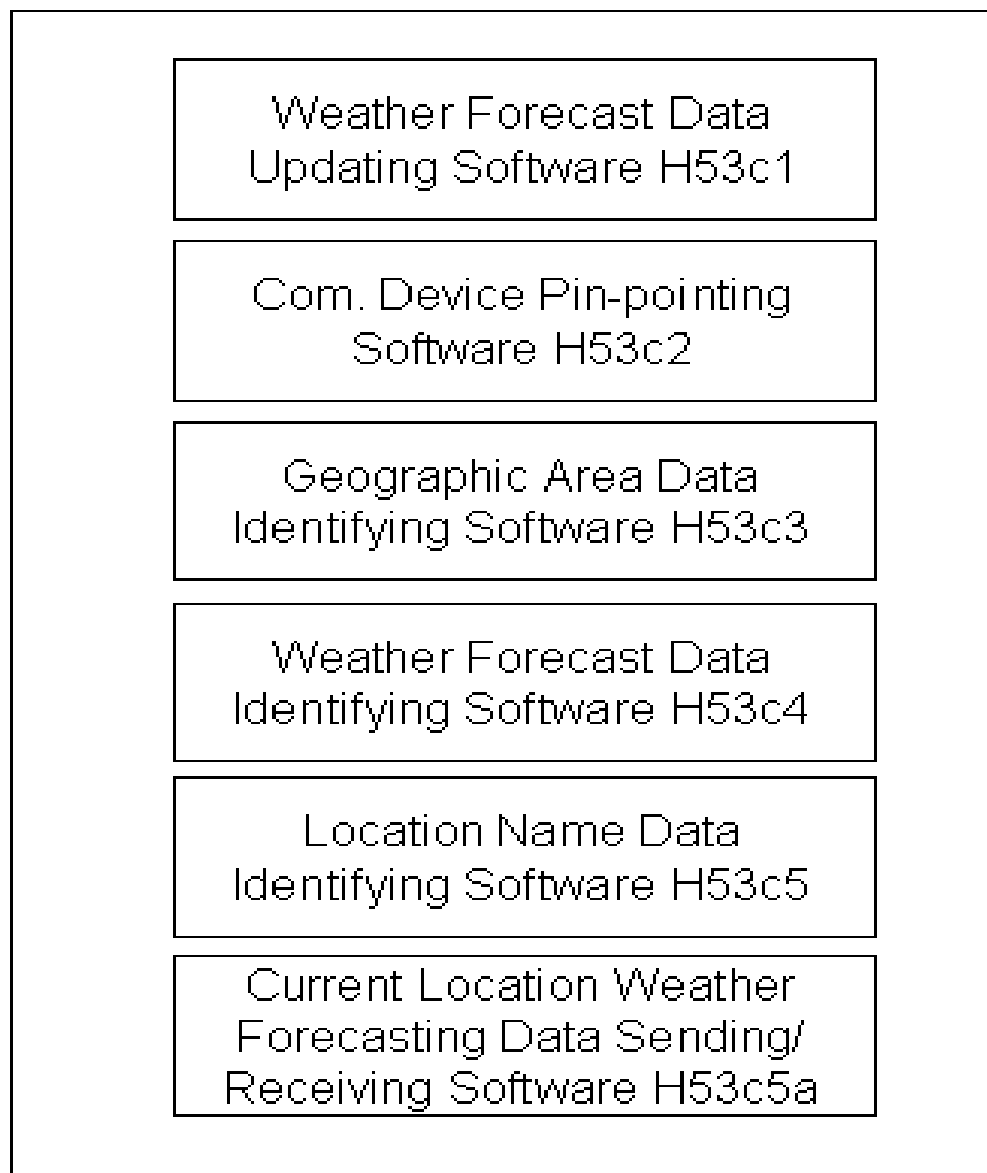 Weather Forecast Data
Updating Software H53c1
Com. Device Pin-pointing
Software H53c2
Geographic Area Data
Identifying Software H53c3
Weather Forecast Data
Identifying Software H53c4
Location Name Data
Identifying Software H53c5
Current Location Weather
Forecasting Data Sending/
Receiving Software H53c5a